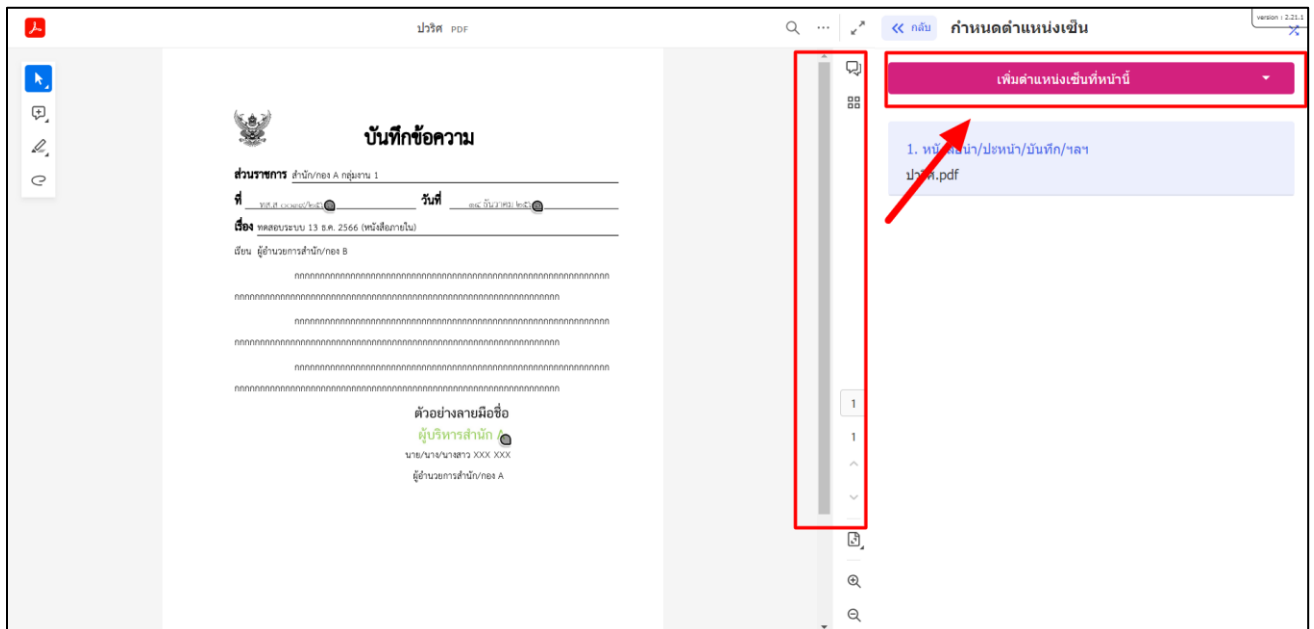 ปวริศ PDF
กลับ
กำหนดตำแหน่งเซ็น
version : 2.21.1
เพิ่มตำแหน่งเซ็นที่หน้านี้
1. หนังสือนำ/ปะหน้า/บันทึก/ฯลฯ
ปวริศ.pdf
บันทึกข้อความ
ส่วนราชการ สำนัก/กอง A กลุ่มงาน 1
ที่ วันที่
เรื่อง ทดสอบระบบ 13 ธ.ค. 2566 (หนังสือภายใน)
เรียน ผู้อำนวยการสำนัก/กอง B
ตัวอย่างลายมือชื่อ
ผู้บริหารสำนัก
นาย/นาง/นางสาว XXX XXX
ผู้อำนวยการสำนัก/กอง A
1
1